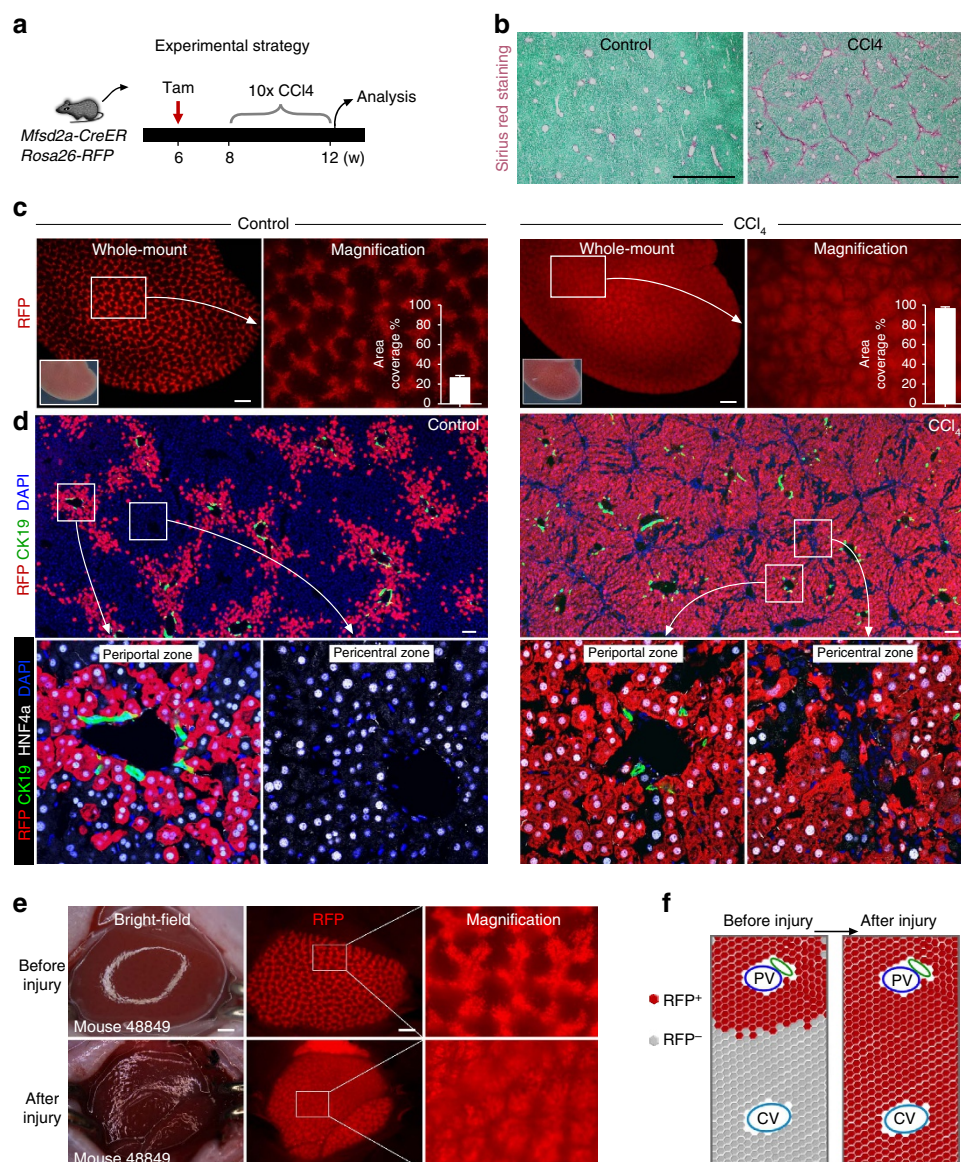 a
Experimental strategy
Tam
10x CCl4
Analysis
Mfsd2a-CreER
Rosa26-RFP
6
8
12 (w)
b
Sirius red staining
Control
CCl4
c
Control
CCl4
RFP
Whole-mount
Magnification
Area coverage %
100
80
60
40
20
0
Whole-mount
Magnification
Area coverage %
100
80
60
40
20
0
d
RFP CK19 DAPI
Control
CCl4
RFP CK19 HNF4a DAPI
Periportal zone
Pericentral zone
Periportal zone
Pericentral zone
e
Bright-field
RFP
Magnification
Before
injury
Mouse 48849
After
injury
Mouse 48849
f
Before injury
After injury
RFP+
RFP−
PV
CV
PV
CV